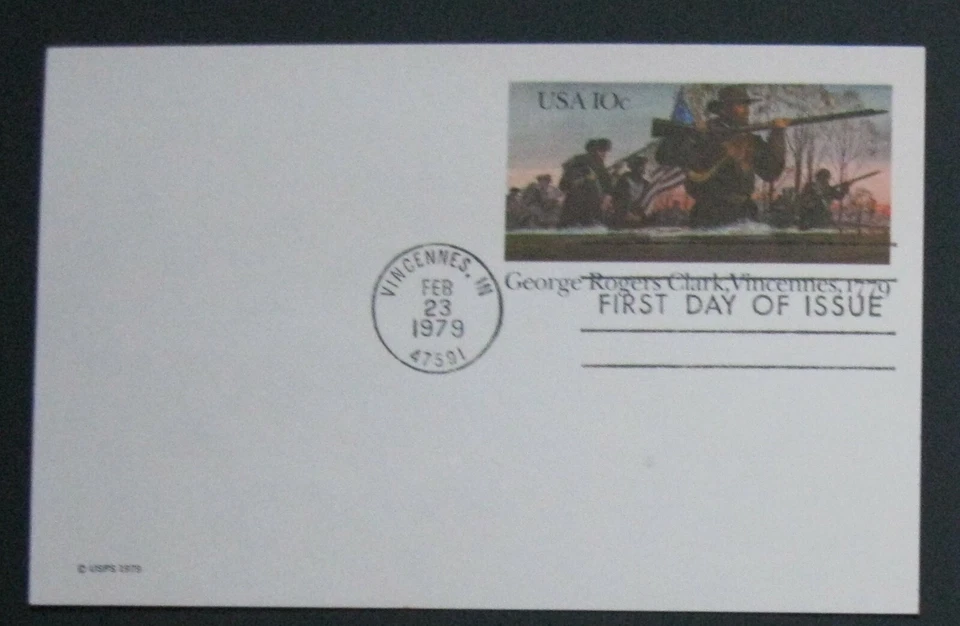 USA 10c
George Rogers Clark, Vincennes, 1779
VINCENNES, IN
FEB
23
1979
47591
FIRST DAY OF ISSUE
© USPS 1979